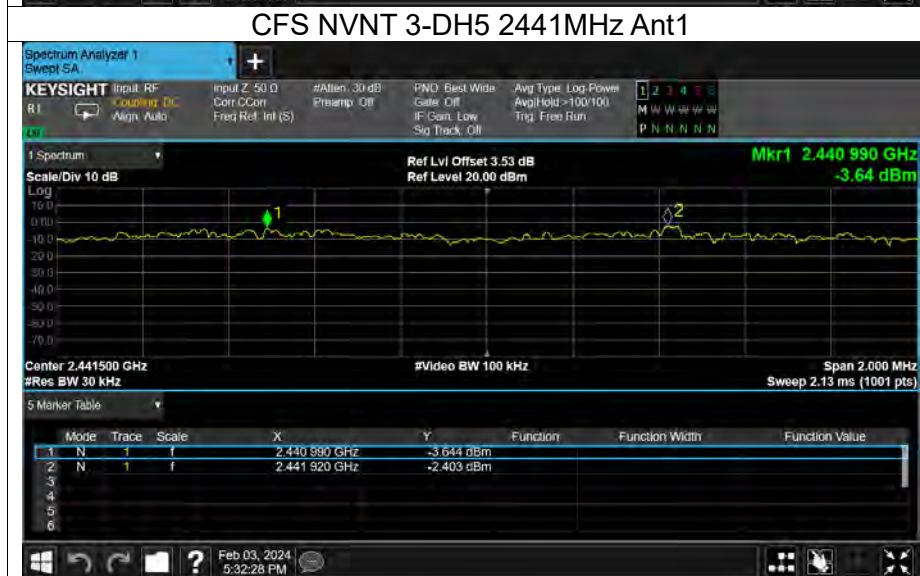 CFS NVNT 3-DH5 2441MHz Ant1
Spectrum Analyzer 1
Swept SA
+
KEYSIGHT Input: RF Input Z: 50 Ω #Atten: 30 dB PNO: Best Wide Avg Type: Log-Power 1 2 3 4 5 6
R L Coupling: DC Corr CCorr Preamp: Off Gate: Off Avg|Hold:>100/100 M W W W W W
Align: Auto Freq Ref: Int (S) IF Gain: Low Trig: Free Run P N N N N N
Sig Track: Off
1 Spectrum
Ref Lvl Offset 3.53 dB Mkr1 2.440 990 GHz
Scale/Div 10 dB Ref Level 20.00 dBm -3.64 dBm
Log
10.0
0.00
-10.0
-20.0
-30.0
-40.0
-50.0
-60.0
-70.0
1
2
Center 2.441500 GHz #Video BW 100 kHz Span 2.000 MHz
#Res BW 30 kHz Sweep 2.13 ms (1001 pts)
5 Marker Table
Mode Trace Scale X Y Function Function Width Function Value
1 N 1 f 2.440 990 GHz -3.644 dBm
2 N 1 f 2.441 920 GHz -2.403 dBm
3
4
5
6
? Feb 03, 2024
5:32:28 PM